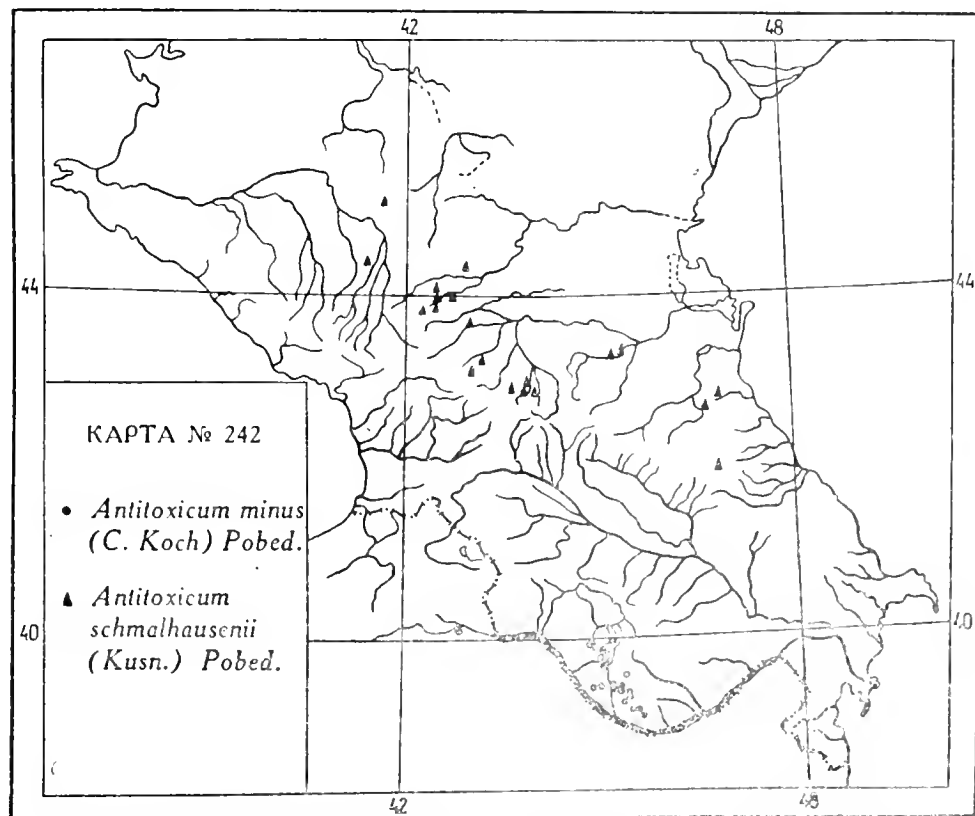 42 48
44 44
КАРТА № 242
• Antitoxicum minus
(C. Koch) Pobed.
▲ Antitoxicum
schmalhausenii
(Kusn.) Pobed.
40 40
42 48